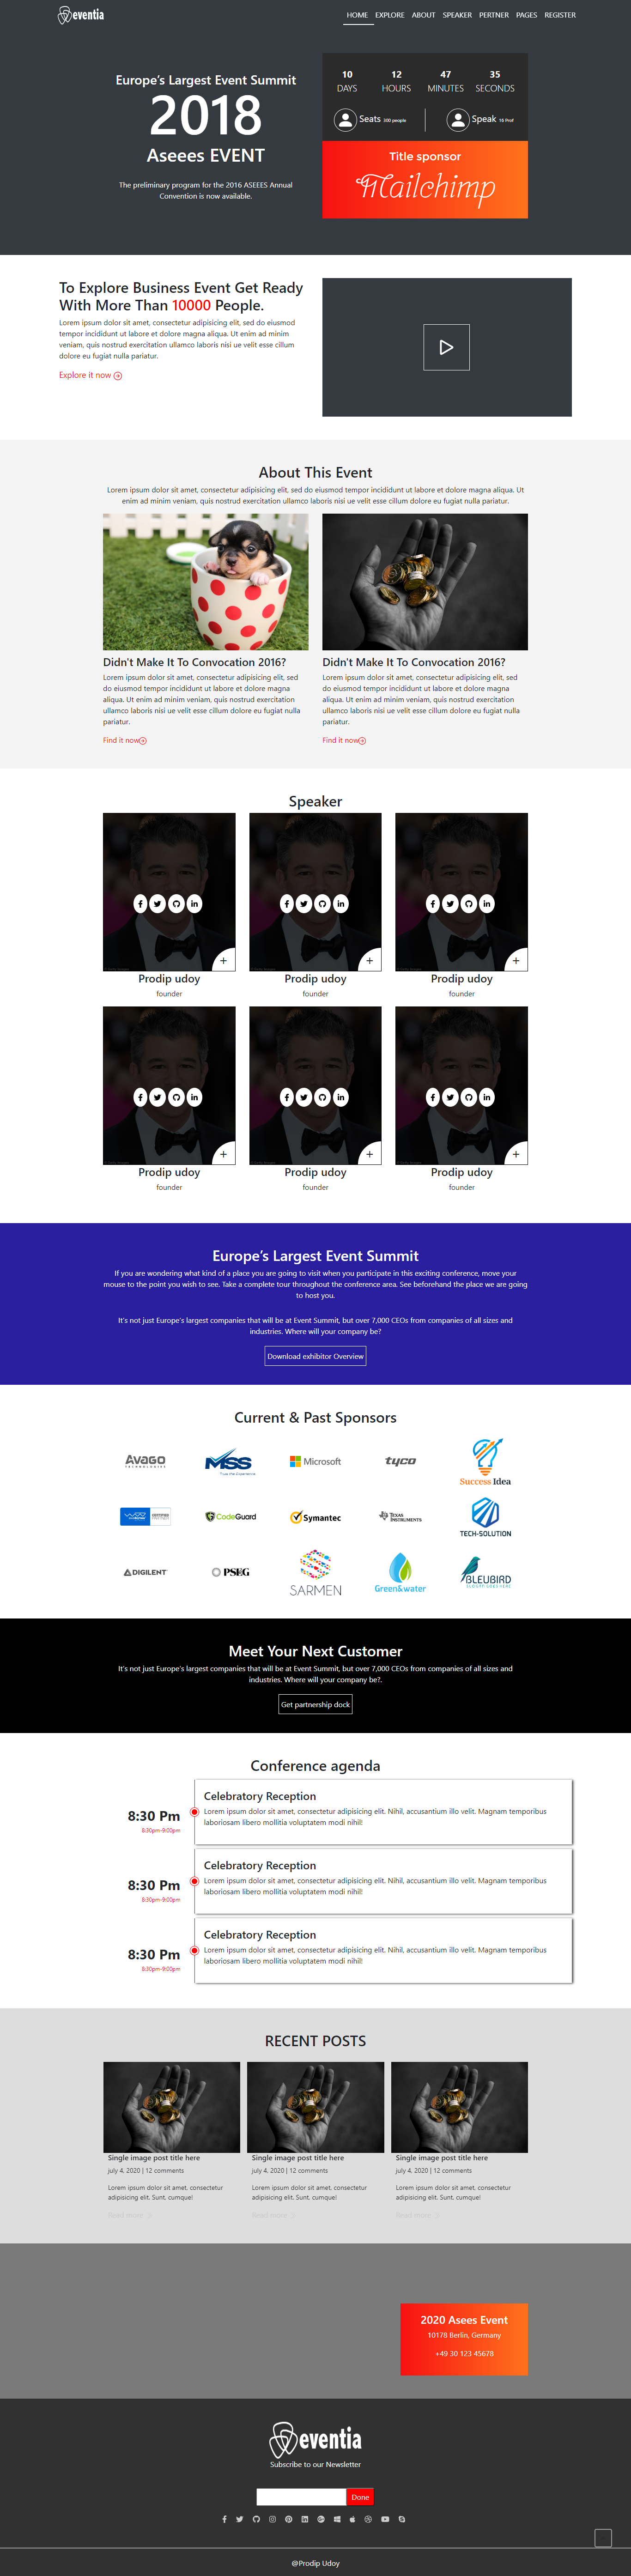 eventia
HOME EXPLORE ABOUT SPEAKER PERTNER PAGES REGISTER
Europe's Largest Event Summit
2018
Aseees EVENT
The preliminary program for the 2016 ASEEES Annual
Convention is now available.
10 12 47 35
DAYS HOURS MINUTES SECONDS
Seats 300 people
Speak 16 Prof
Title sponsor
Mailchimp
To Explore Business Event Get Ready
With More Than 10000 People.
Lorem ipsum dolor sit amet, consectetur adipisicing elit, sed do eiusmod
tempor incididunt ut labore et dolore magna aliqua. Ut enim ad minim
veniam, quis nostrud exercitation ullamco laboris nisi ue velit esse cillum
dolore eu fugiat nulla pariatur.
Explore it now
About This Event
Lorem ipsum dolor sit amet, consectetur adipisicing elit, sed do eiusmod tempor incididunt ut labore et dolore magna aliqua. Ut
enim ad minim veniam, quis nostrud exercitation ullamco laboris nisi ue velit esse cillum dolore eu fugiat nulla pariatur.
Didn't Make It To Convocation 2016?
Lorem ipsum dolor sit amet, consectetur adipisicing elit, sed
do eiusmod tempor incididunt ut labore et dolore magna
aliqua. Ut enim ad minim veniam, quis nostrud exercitation
ullamco laboris nisi ue velit esse cillum dolore eu fugiat nulla
pariatur.
Find it now
Didn't Make It To Convocation 2016?
Lorem ipsum dolor sit amet, consectetur adipisicing elit, sed
do eiusmod tempor incididunt ut labore et dolore magna
aliqua. Ut enim ad minim veniam, quis nostrud exercitation
ullamco laboris nisi ue velit esse cillum dolore eu fugiat nulla
pariatur.
Find it now
Speaker
Prodip udoy Prodip udoy Prodip udoy
founder founder founder
Prodip udoy Prodip udoy Prodip udoy
founder founder founder
Europe's Largest Event Summit
If you are wondering what kind of a place you are going to visit when you participate in this exciting conference, move your
mouse to the point you wish to see. Take a complete tour throughout the conference area. See beforehand the place we are going
to host you.
It's not just Europe's largest companies that will be at Event Summit, but over 7,000 CEOs from companies of all sizes and
industries. Where will your company be?
Download exhibitor Overview
Current & Past Sponsors
AVAGO
TECHNOLOGIES
MSS
Trust the Experience
Microsoft
tyco
Success Idea
CodeGuard
Symantec
TEXAS
INSTRUMENTS
TECH-SOLUTION
DIGILENT
PSEG
SARMEN
Green&water
BLEUBIRD
Meet Your Next Customer
It's not just Europe's largest companies that will be at Event Summit, but over 7,000 CEOs from companies of all sizes and
industries. Where will your company be?.
Get partnership dock
Conference agenda
8:30 Pm
8:30pm-9:00pm
Celebratory Reception
Lorem ipsum dolor sit amet, consectetur adipisicing elit. Nihil, accusantium illo velit. Magnam temporibus
laboriosam libero mollitia voluptatem modi nihil!
8:30 Pm
8:30pm-9:00pm
Celebratory Reception
Lorem ipsum dolor sit amet, consectetur adipisicing elit. Nihil, accusantium illo velit. Magnam temporibus
laboriosam libero mollitia voluptatem modi nihil!
8:30 Pm
8:30pm-9:00pm
Celebratory Reception
Lorem ipsum dolor sit amet, consectetur adipisicing elit. Nihil, accusantium illo velit. Magnam temporibus
laboriosam libero mollitia voluptatem modi nihil!
RECENT POSTS
Single image post title here
july 4, 2020 | 12 comments
Lorem ipsum dolor sit amet, consectetur
adipisicing elit. Sunt, cumque!
Read more
Single image post title here
july 4, 2020 | 12 comments
Lorem ipsum dolor sit amet, consectetur
adipisicing elit. Sunt, cumque!
Read more
Single image post title here
july 4, 2020 | 12 comments
Lorem ipsum dolor sit amet, consectetur
adipisicing elit. Sunt, cumque!
Read more
2020 Asees Event
10178 Berlin, Germany
+49 30 123 45678
eventia
Subscribe to our Newsletter
Done
@Prodip Udoy